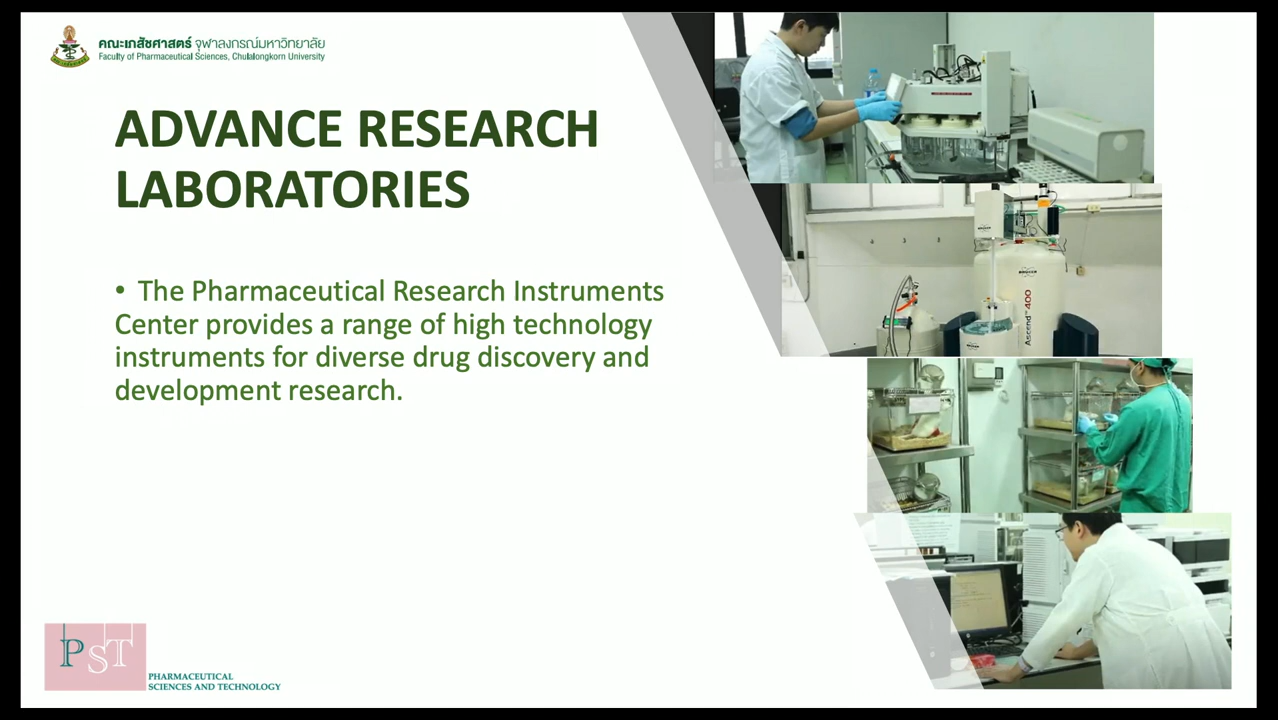 คณะเภสัชศาสตร์ จุฬาลงกรณ์มหาวิทยาลัย
Faculty of Pharmaceutical Sciences, Chulalongkorn University
ADVANCE RESEARCH
LABORATORIES
• The Pharmaceutical Research Instruments
Center provides a range of high technology
instruments for diverse drug discovery and
development research.
BRUKER
BRUKER
Ascend™ 400
PST
PHARMACEUTICAL
SCIENCES AND TECHNOLOGY